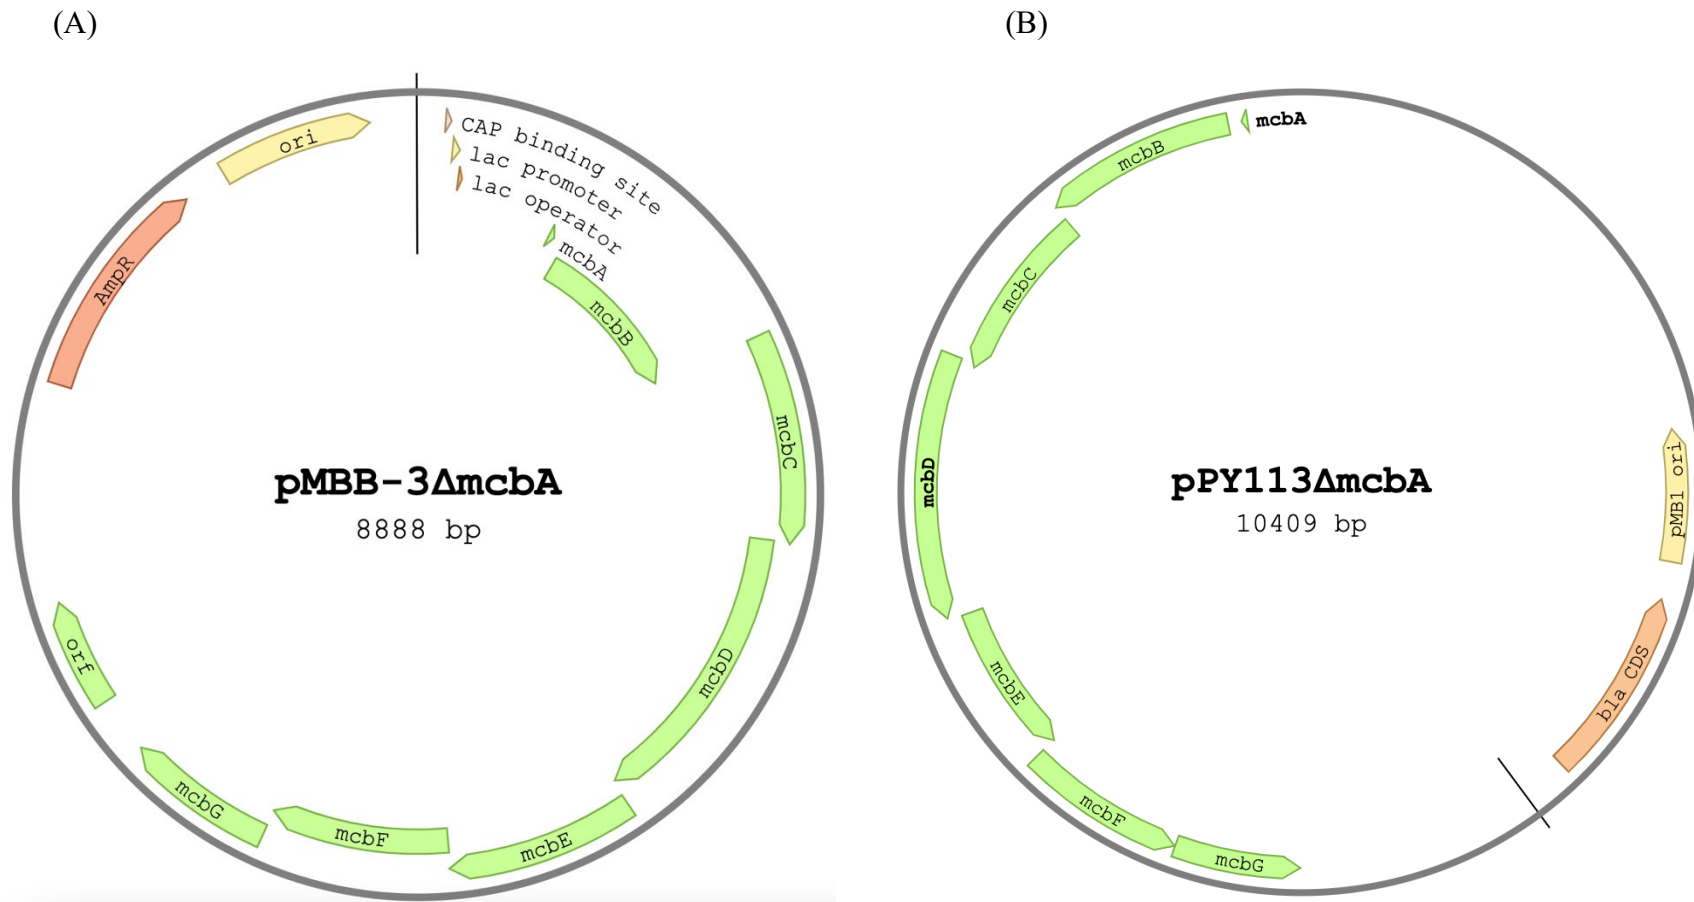 (A)
(B)
ori
CAP binding site
lac promoter
lac operator
mcbA
mcbB
mcbC
mcbD
mcbE
mcbF
mcbG
orf
AmpR
pMBB-3ΔmcbA
8888 bp
mcbA
mcbB
mcbC
mcbD
mcbE
mcbF
mcbG
bla CDS
pMB1 ori
pPY113ΔmcbA
10409 bp